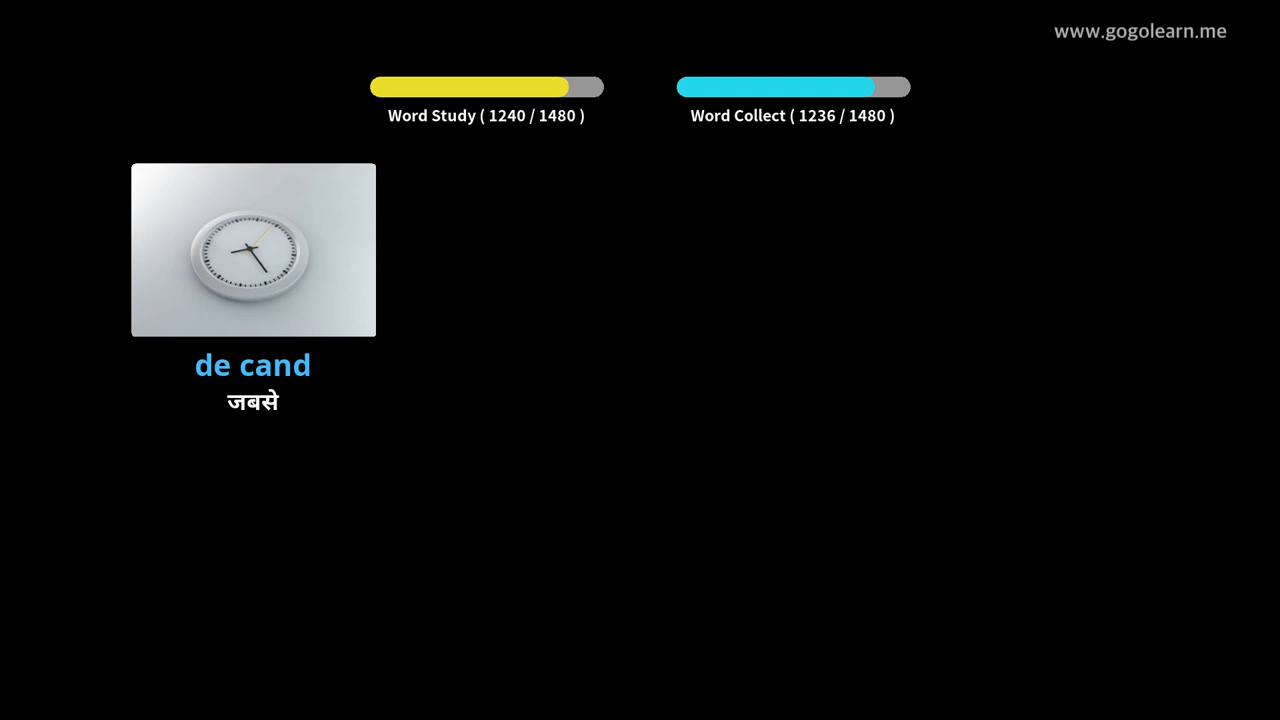 www.gogolearn.me
Word Study ( 1240 / 1480 )
Word Collect ( 1236 / 1480 )
de cand
जबसे